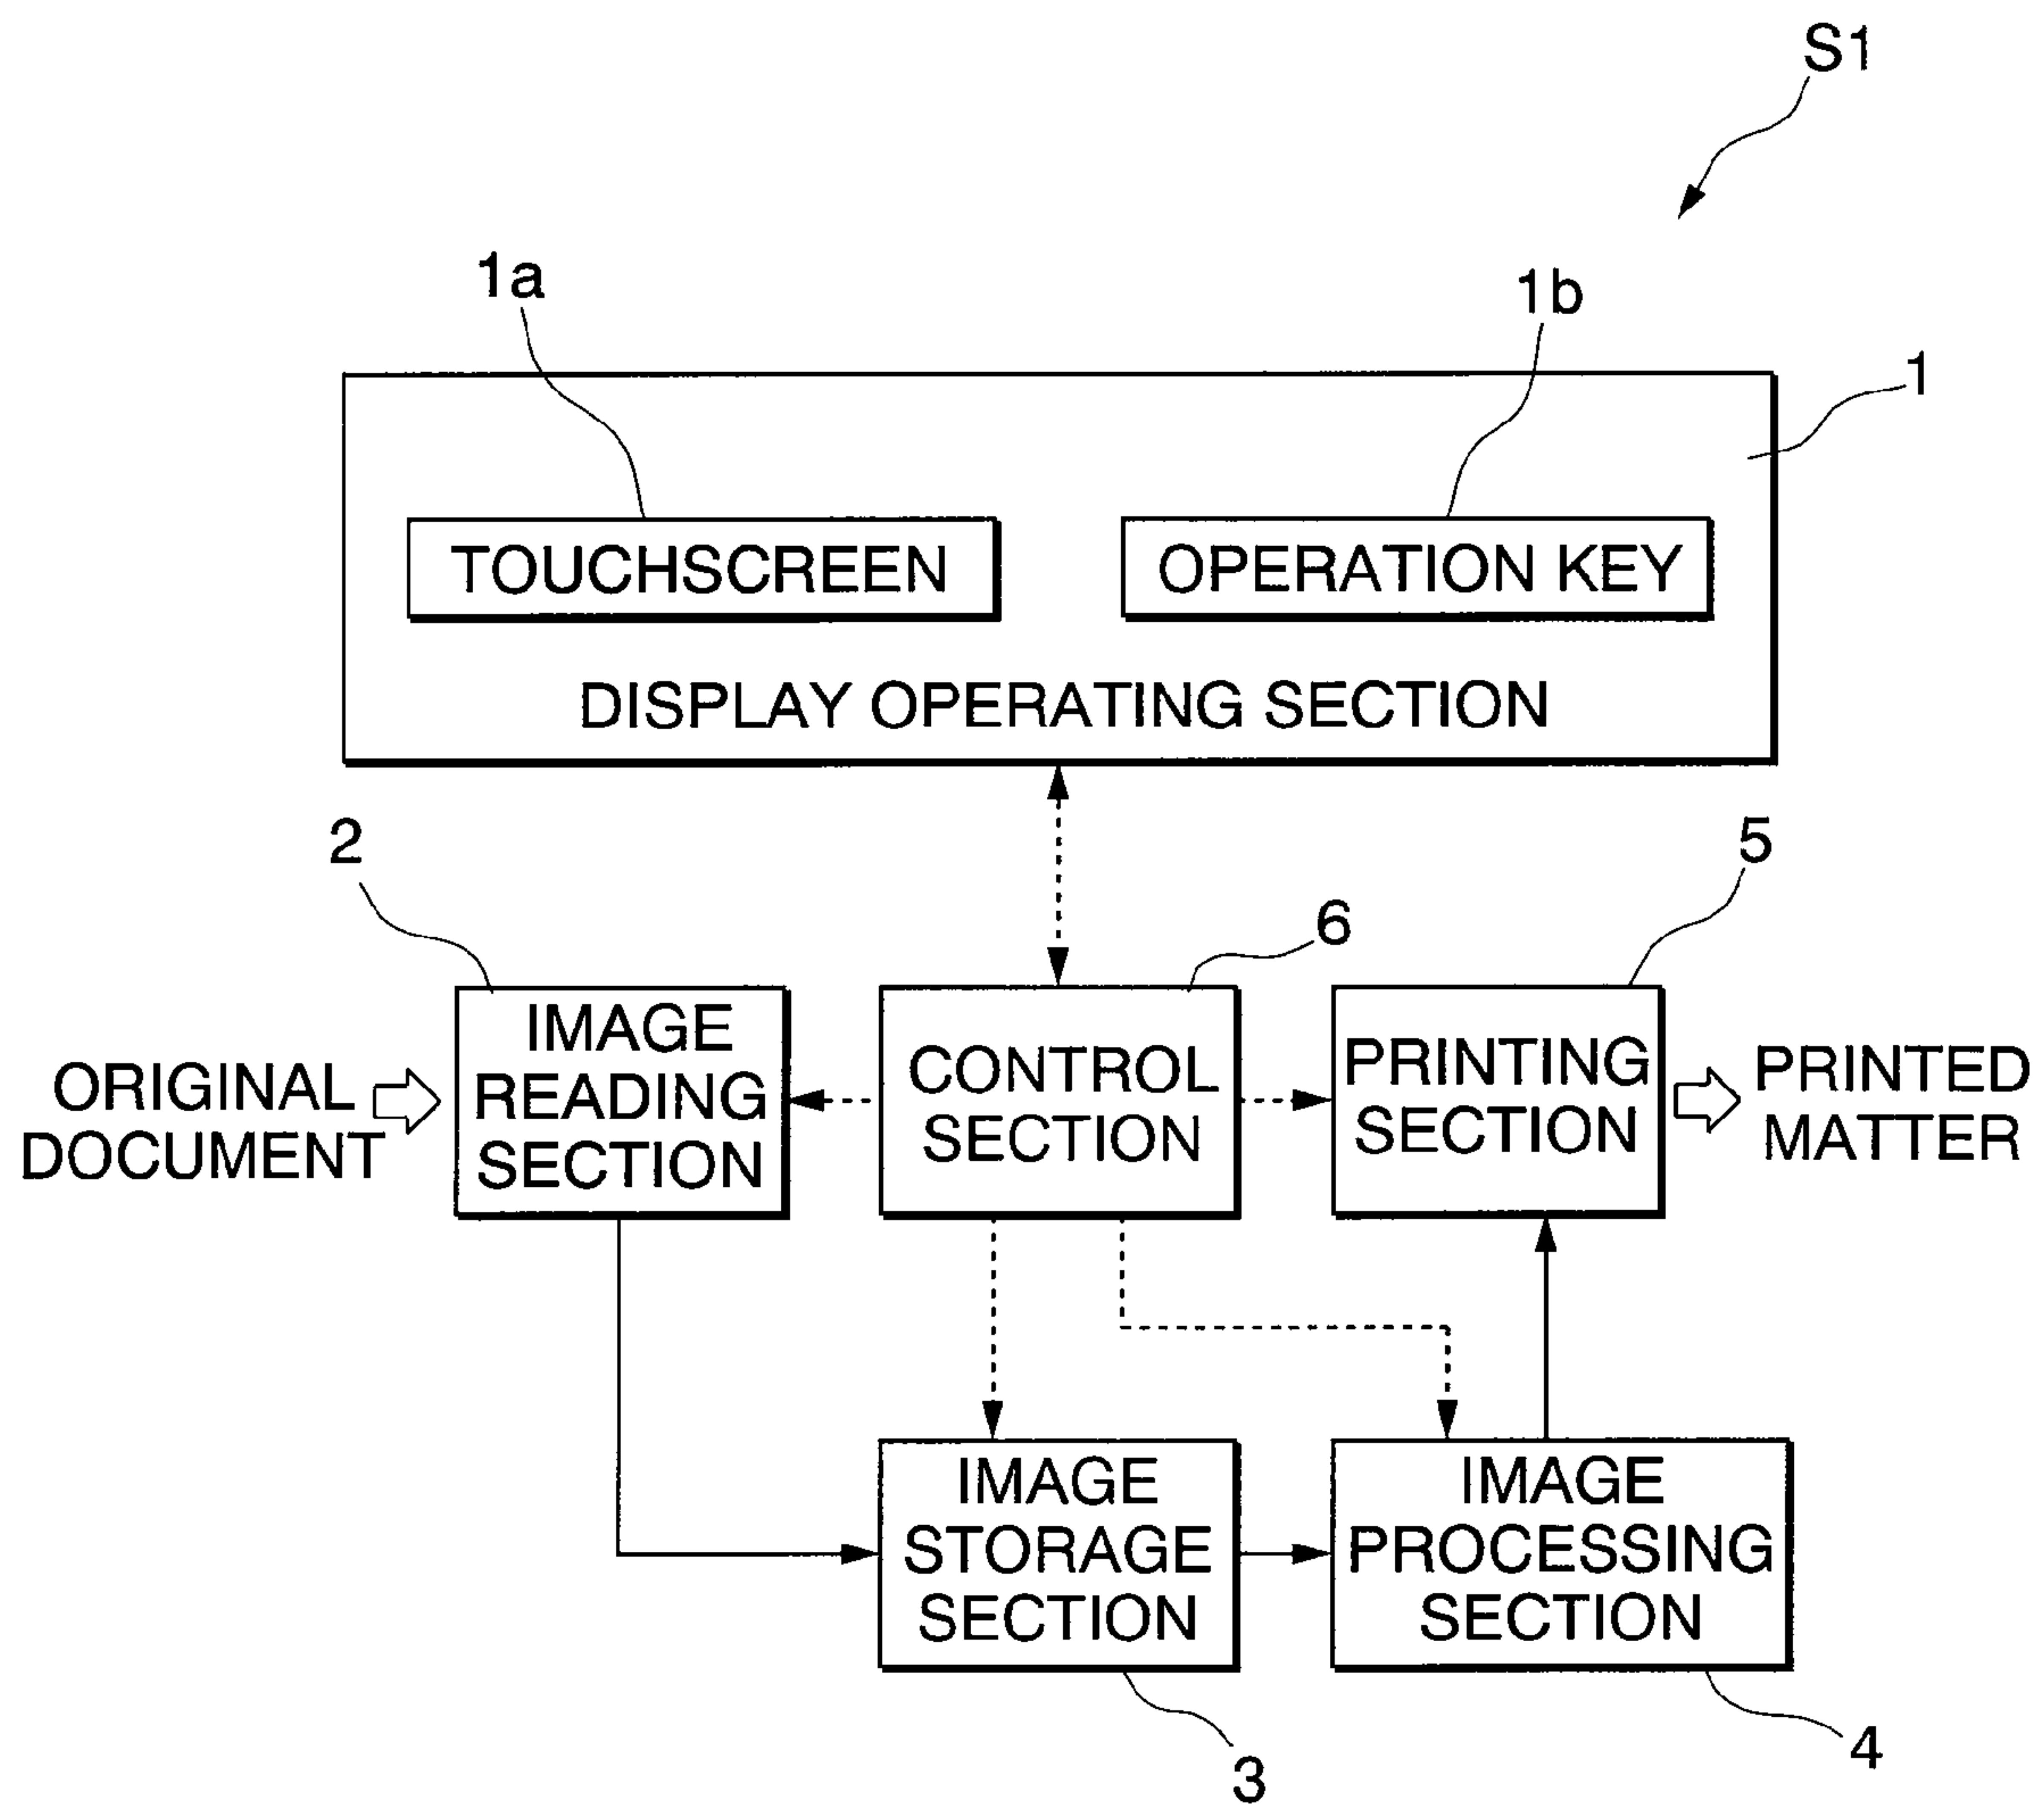 S1
1a
1b
1
TOUCHSCREEN
OPERATION KEY
DISPLAY OPERATING SECTION
2
5
6
ORIGINAL
DOCUMENT
IMAGE
READING
SECTION
CONTROL
SECTION
PRINTING
SECTION
PRINTED
MATTER
IMAGE
STORAGE
SECTION
IMAGE
PROCESSING
SECTION
3
4